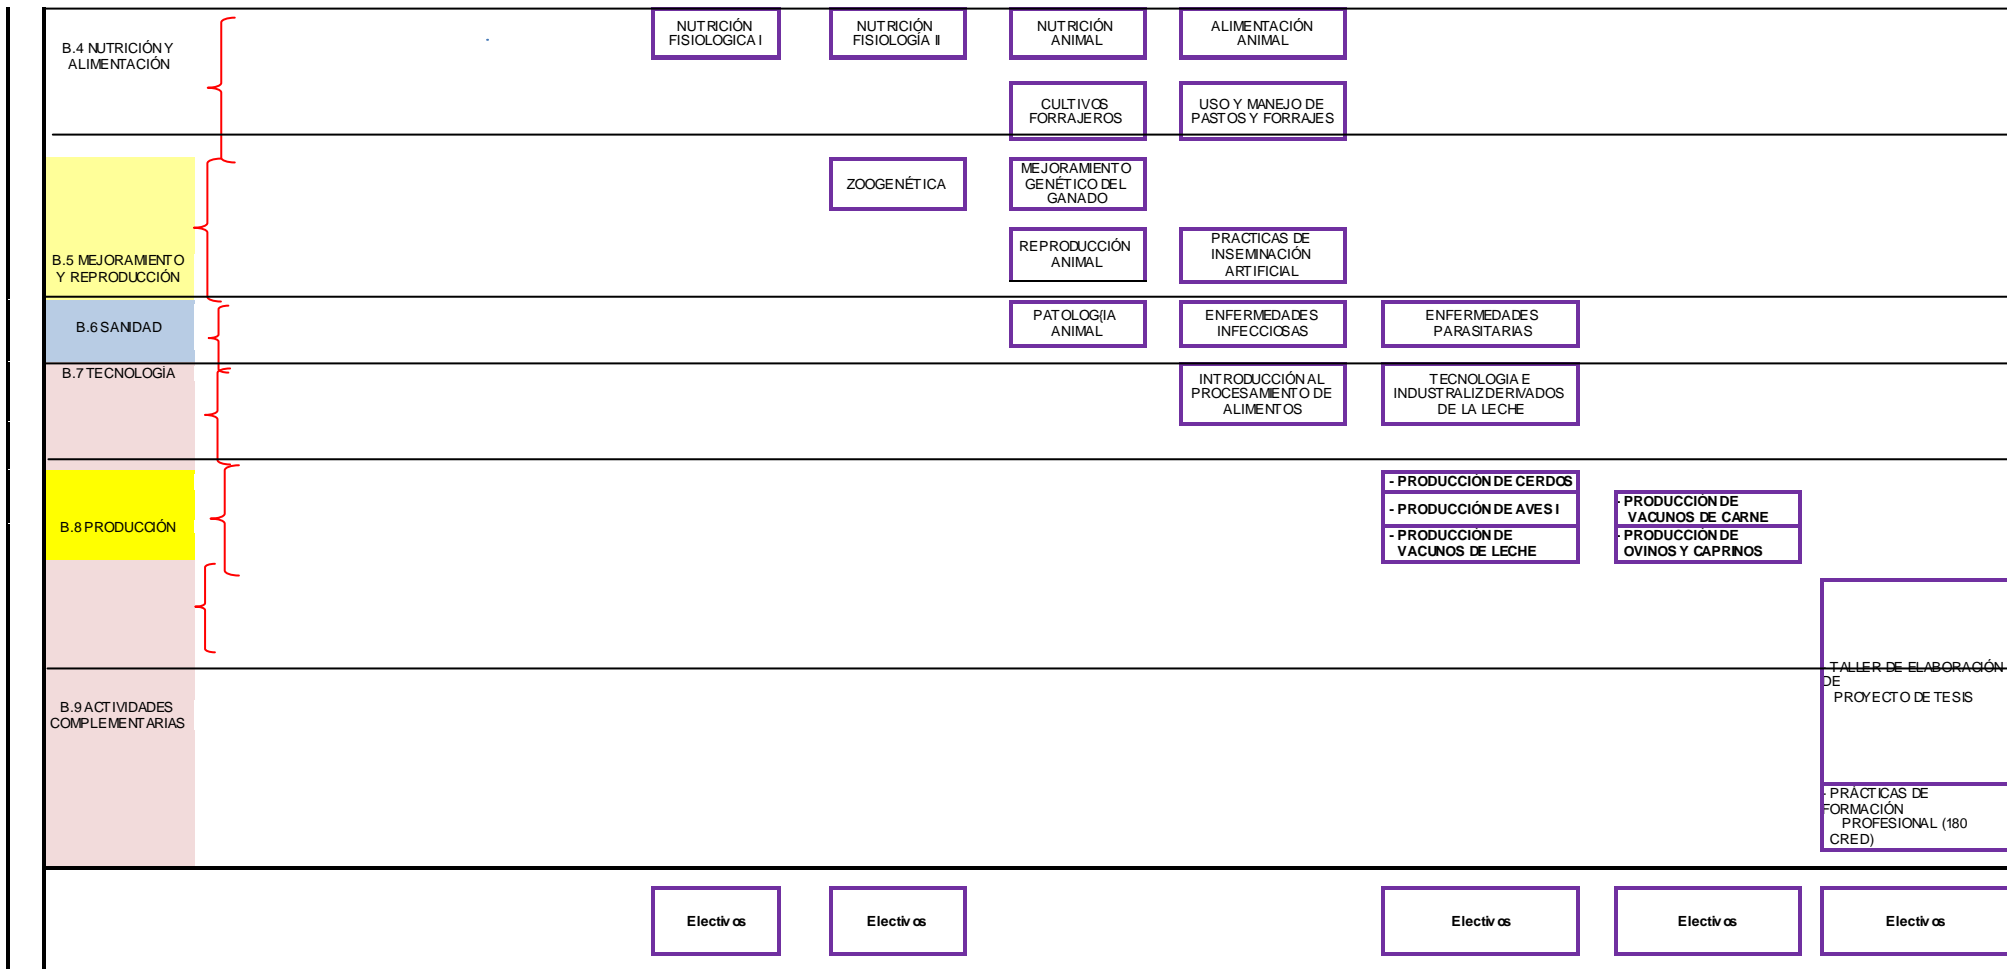 B.4 NUTRICIÓN Y
ALIMENTACIÓN
NUTRICIÓN
FISIOLOGICA I
NUTRICIÓN
FISIOLOGÍA II
NUTRICIÓN
ANIMAL
ALIMENTACIÓN
ANIMAL
CULTIVOS
FORRAJEROS
USO Y MANEJO DE
PASTOS Y FORRAJES
B.5 MEJORAMIENTO
Y REPRODUCCIÓN
ZOOGENÉTICA
MEJORAMIENTO
GENÉTICO DEL
GANADO
REPRODUCCIÓN
ANIMAL
PRACTICAS DE
INSEMINACIÓN
ARTIFICIAL
B.6 SANIDAD
PATOLOG{IA
ANIMAL
ENFERMEDADES
INFECCIOSAS
ENFERMEDADES
PARASITARIAS
B.7 TECNOLOGÍA
INTRODUCCIÓN AL
PROCESAMIENTO DE
ALIMENTOS
TECNOLOGIA E
INDUSTRALIZ DERIVADOS
DE LA LECHE
B.8 PRODUCCIÓN
- PRODUCCIÓN DE CERDOS
- PRODUCCIÓN DE AVES I
- PRODUCCIÓN DE
VACUNOS DE LECHE
- PRODUCCIÓN DE
VACUNOS DE CARNE
- PRODUCCIÓN DE
OVINOS Y CAPRINOS
B.9 ACTIVIDADES
COMPLEMENTARIAS
- TALLER DE ELABORACIÓN
DE
PROYECTO DE TESIS
- PRÁCTICAS DE
FORMACIÓN
PROFESIONAL (180
CRED)
Electivos
Electivos
Electivos
Electivos
Electivos